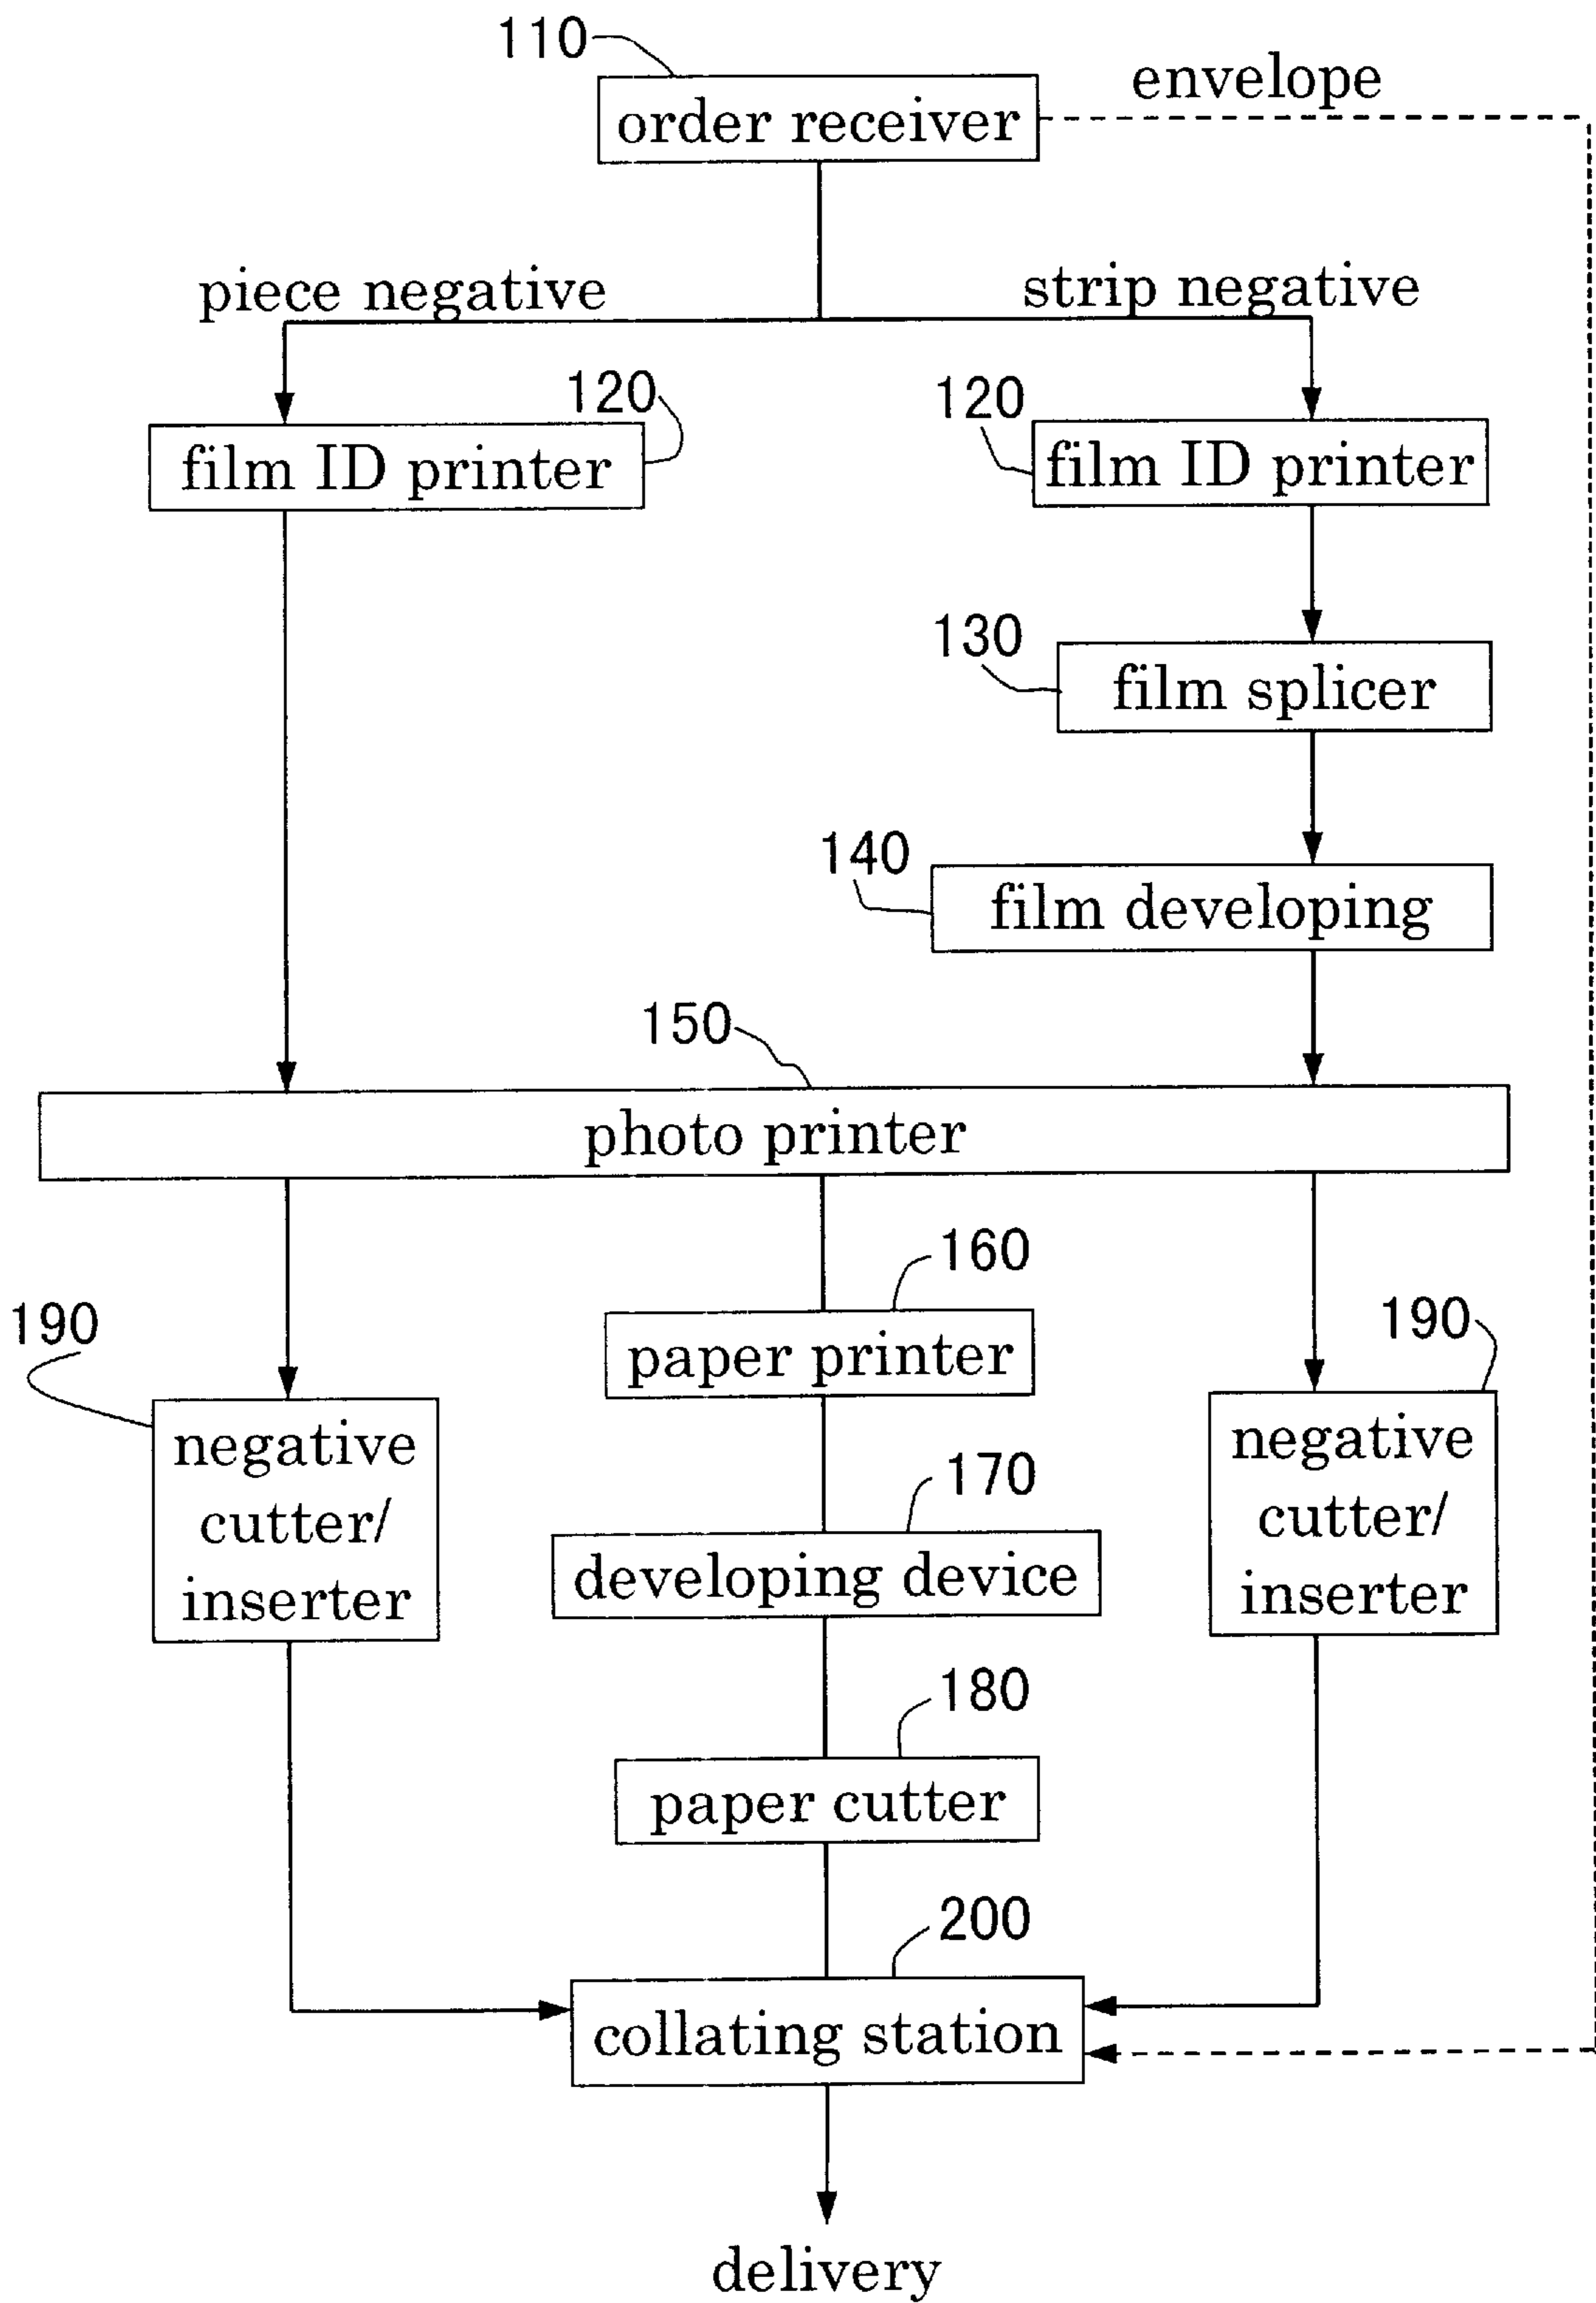 110
order receiver
envelope
piece negative
strip negative
120
film ID printer
120
film ID printer
130
film splicer
140
film developing
150
photo printer
160
paper printer
190
negative
cutter/
inserter
190
negative
cutter/
inserter
170
developing device
180
paper cutter
200
collating station
delivery